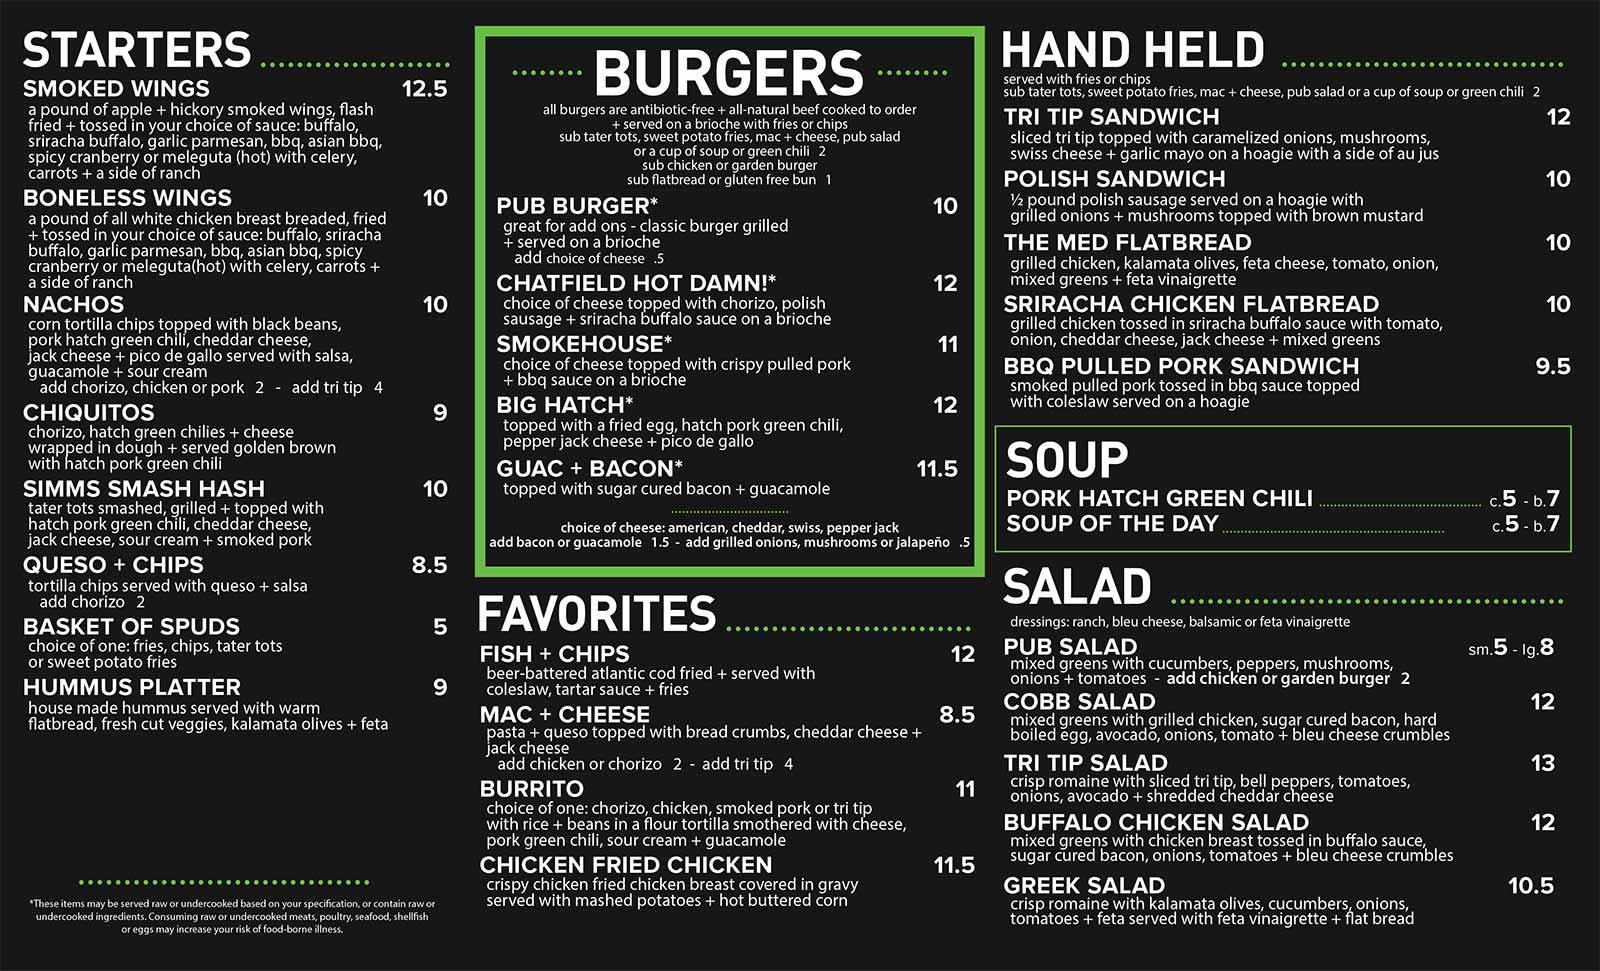 STARTERS
SMOKED WINGS 12.5
a pound of apple + hickory smoked wings, flash
fried + tossed in your choice of sauce: buffalo,
sriracha buffalo, garlic parmesan, bbq, asian bbq,
spicy cranberry or meleguta (hot) with celery,
carrots + a side of ranch
BONELESS WINGS 10
a pound of all white chicken breast breaded, fried
+ tossed in your choice of sauce: buffalo, sriracha
buffalo, garlic parmesan, bbq, asian bbq, spicy
cranberry or meleguta(hot) with celery, carrots +
a side of ranch
NACHOS 10
corn tortilla chips topped with black beans,
pork hatch green chili, cheddar cheese,
jack cheese + pico de gallo served with salsa,
guacamole + sour cream
add chorizo, chicken or pork 2 - add tri tip 4
CHIQUITOS 9
chorizo, hatch green chilies + cheese
wrapped in dough + served golden brown
with hatch pork green chili
SIMMS SMASH HASH 10
tater tots smashed, grilled + topped with
hatch pork green chili, cheddar cheese,
jack cheese, sour cream + smoked pork
QUESO + CHIPS 8.5
tortilla chips served with queso + salsa
add chorizo 2
BASKET OF SPUDS 5
choice of one: fries, chips, tater tots
or sweet potato fries
HUMMUS PLATTER 9
house made hummus served with warm
flatbread, fresh cut veggies, kalamata olives + feta
*These items may be served raw or undercooked based on your specification, or contain raw or
undercooked ingredients. Consuming raw or undercooked meats, poultry, seafood, shellfish
or eggs may increase your risk of food-borne illness.
BURGERS
all burgers are antibiotic-free + all-natural beef cooked to order
+ served on a brioche with fries or chips
sub tater tots, sweet potato fries, mac + cheese, pub salad
or a cup of soup or green chili 2
sub chicken or garden burger
sub flatbread or gluten free bun 1
PUB BURGER* 10
great for add ons - classic burger grilled
+ served on a brioche
add choice of cheese .5
CHATFIELD HOT DAMN!* 12
choice of cheese topped with chorizo, polish
sausage + sriracha buffalo sauce on a brioche
SMOKEHOUSE* 11
choice of cheese topped with crispy pulled pork
+ bbq sauce on a brioche
BIG HATCH* 12
topped with a fried egg, hatch pork green chili,
pepper jack cheese + pico de gallo
GUAC + BACON* 11.5
topped with sugar cured bacon + guacamole
choice of cheese: american, cheddar, swiss, pepper jack
add bacon or guacamole 1.5 - add grilled onions, mushrooms or jalapeño .5
FAVORITES
FISH + CHIPS 12
beer-battered atlantic cod fried + served with
coleslaw, tartar sauce + fries
MAC + CHEESE 8.5
pasta + queso topped with bread crumbs, cheddar cheese +
jack cheese
add chicken or chorizo 2 - add tri tip 4
BURRITO 11
choice of one: chorizo, chicken, smoked pork or tri tip
with rice + beans in a flour tortilla smothered with cheese,
pork green chili, sour cream + guacamole
CHICKEN FRIED CHICKEN 11.5
crispy chicken fried chicken breast covered in gravy
served with mashed potatoes + hot buttered corn
HAND HELD
served with fries or chips
sub tater tots, sweet potato fries, mac + cheese, pub salad or a cup of soup or green chili 2
TRI TIP SANDWICH 12
sliced tri tip topped with caramelized onions, mushrooms,
swiss cheese + garlic mayo on a hoagie with a side of au jus
POLISH SANDWICH 10
½ pound polish sausage served on a hoagie with
grilled onions + mushrooms topped with brown mustard
THE MED FLATBREAD 10
grilled chicken, kalamata olives, feta cheese, tomato, onion,
mixed greens + feta vinaigrette
SRIRACHA CHICKEN FLATBREAD 10
grilled chicken tossed in sriracha buffalo sauce with tomato,
onion, cheddar cheese, jack cheese + mixed greens
BBQ PULLED PORK SANDWICH 9.5
smoked pulled pork tossed in bbq sauce topped
with coleslaw served on a hoagie
SOUP
PORK HATCH GREEN CHILI c.5 - b.7
SOUP OF THE DAY c.5 - b.7
SALAD
dressings: ranch, bleu cheese, balsamic or feta vinaigrette
PUB SALAD sm.5 - lg.8
mixed greens with cucumbers, peppers, mushrooms,
onions + tomatoes - add chicken or garden burger 2
COBB SALAD 12
mixed greens with grilled chicken, sugar cured bacon, hard
boiled egg, avocado, onions, tomato + bleu cheese crumbles
TRI TIP SALAD 13
crisp romaine with sliced tri tip, bell peppers, tomatoes,
onions, avocado + shredded cheddar cheese
BUFFALO CHICKEN SALAD 12
mixed greens with chicken breast tossed in buffalo sauce,
sugar cured bacon, onions, tomatoes + bleu cheese crumbles
GREEK SALAD 10.5
crisp romaine with kalamata olives, cucumbers, onions,
tomatoes + feta served with feta vinaigrette + flat bread